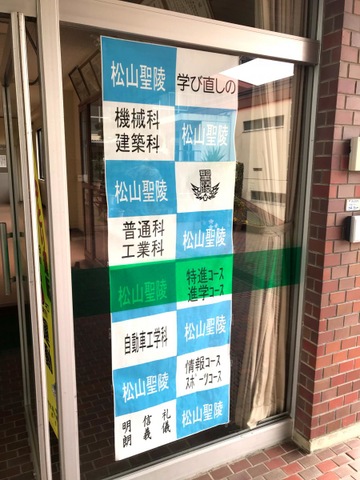 松山聖陵
学び直しの
機械科
建築科
松山聖陵
松山聖陵
普通科
工業科
松山聖陵
松山聖陵
特進コース
進学コース
自動車工学科
松山聖陵
松山聖陵
情報コース
スポーツコース
明朗
信義
礼儀
松山聖陵